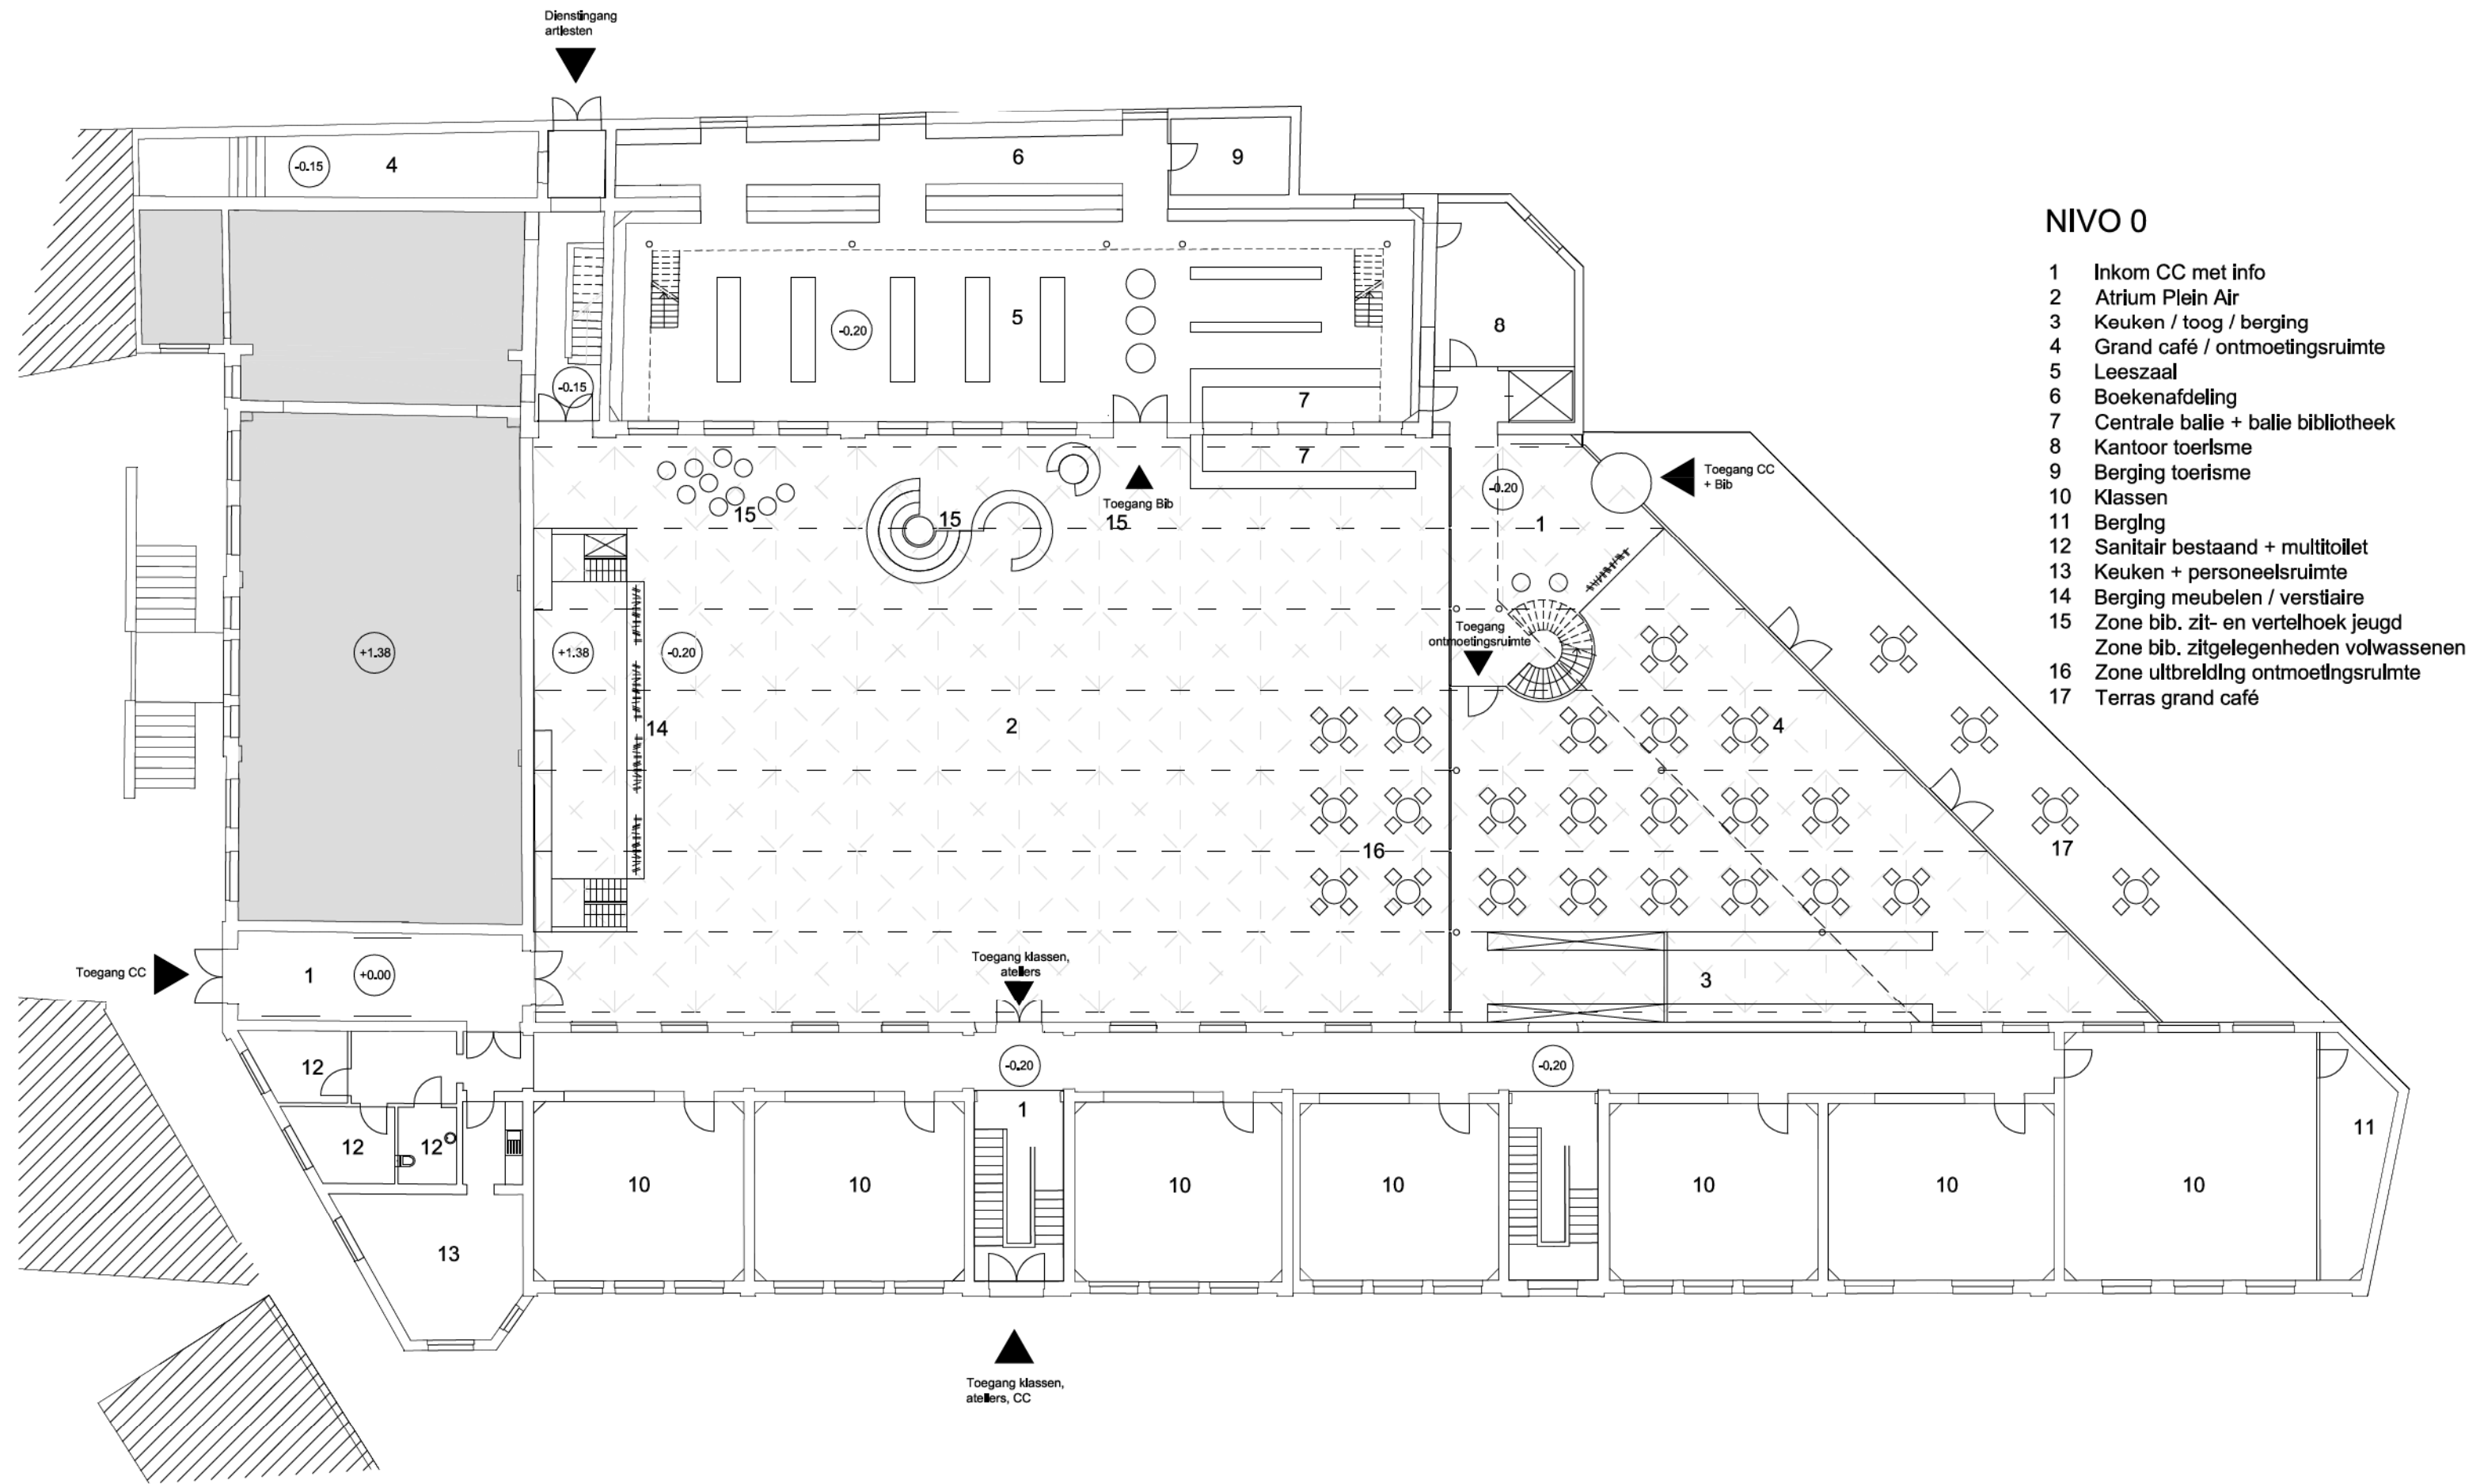 Dienstingang
artiesten
-0.15
4
6
9
NIVO 0
1 Inkom CC met info
2 Atrium Plein Air
3 Keuken / toog / berging
4 Grand café / ontmoetingsruimte
5 Leeszaal
6 Boekenafdeling
7 Centrale balie + balie bibliotheek
8 Kantoor toerisme
9 Berging toerisme
10 Klassen
11 Berging
12 Sanitair bestaand + multitoilet
13 Keuken + personeelsruimte
14 Berging meubelen / verstiaire
15 Zone bib. zit- en vertelhoek jeugd
Zone bib. zitgelegenheden volwassenen
16 Zone uitbreiding ontmoetingsruimte
17 Terras grand café
5
-0.20
8
-0.15
7
7
Toegang CC
+ Bib
-0.20
Toegang Bib
15
15
15
1
+1.38
+1.38
-0.20
Toegang
ontmoetingsruimte
14
2
4
16
17
Toegang CC
1
+0.00
Toegang klassen,
ateliers
3
12
-0.20
-0.20
1
12
12
11
10
10
10
10
10
10
10
13
Toegang klassen,
ateliers, CC